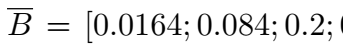 B̅ = [0.0164; 0.084; 0.2;